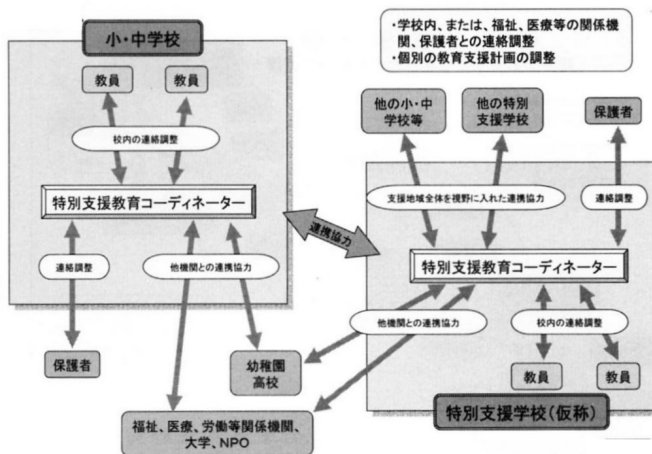 小・中学校
・学校内、または、福祉、医療等の関係機
関、保護者との連絡調整
・個別の教育支援計画の調整
教員
教員
他の小・中
学校等
他の特別
支援学校
保護者
校内の連絡調整
特別支援教育コーディネーター
支援地域全体を視野に入れた連携協力
連絡調整
連携協力
連絡調整
他機関との連携協力
特別支援教育コーディネーター
他機関との連携協力
校内の連絡調整
保護者
幼稚園
高校
教員
教員
福祉、医療、労働等関係機関、
大学、NPO
特別支援学校(仮称)